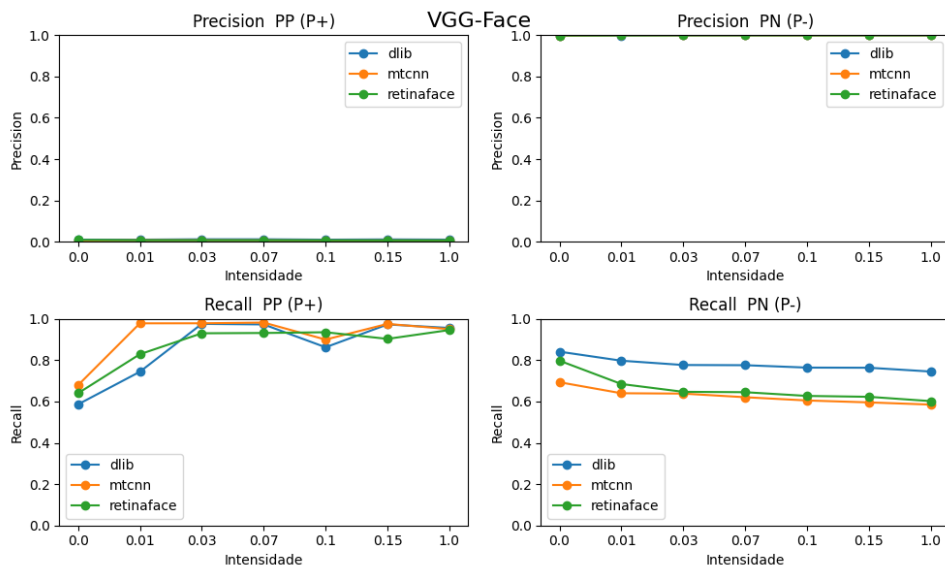 VGG-Face
Precision  PP (P+)
1.0
0.8
0.6
0.4
0.2
0.0
Precision
dlib
mtcnn
retinaface
0.0 0.01 0.03 0.07 0.1 0.15 1.0
Intensidade
Precision  PN (P-)
1.0
0.8
0.6
0.4
0.2
0.0
Precision
dlib
mtcnn
retinaface
0.0 0.01 0.03 0.07 0.1 0.15 1.0
Intensidade
Recall  PP (P+)
1.0
0.8
0.6
0.4
0.2
0.0
Recall
dlib
mtcnn
retinaface
0.0 0.01 0.03 0.07 0.1 0.15 1.0
Intensidade
Recall  PN (P-)
1.0
0.8
0.6
0.4
0.2
0.0
Recall
dlib
mtcnn
retinaface
0.0 0.01 0.03 0.07 0.1 0.15 1.0
Intensidade